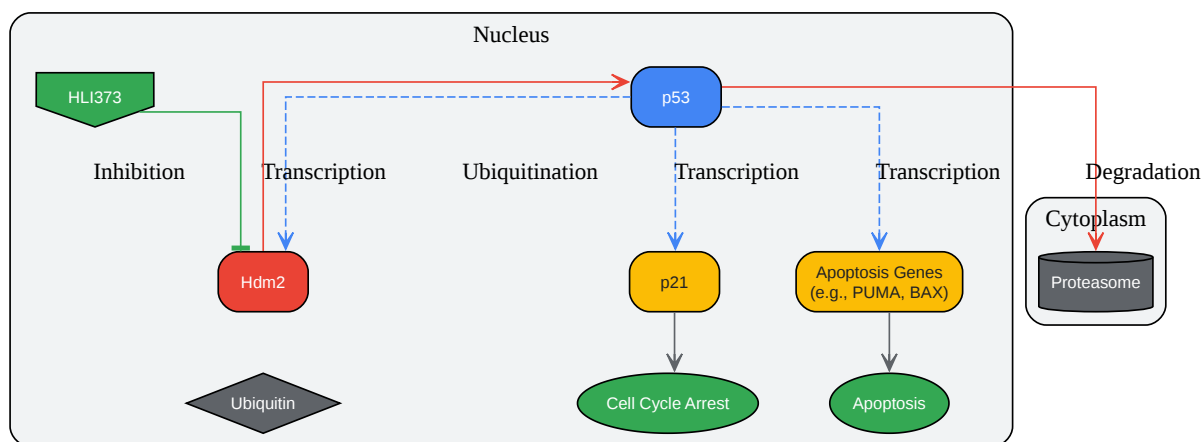 Nucleus
HLI373
p53
Inhibition
Transcription
Ubiquitination
Transcription
Transcription
Degradation
Cytoplasm
Hdm2
p21
Apoptosis Genes
(e.g., PUMA, BAX)
Proteasome
Ubiquitin
Cell Cycle Arrest
Apoptosis